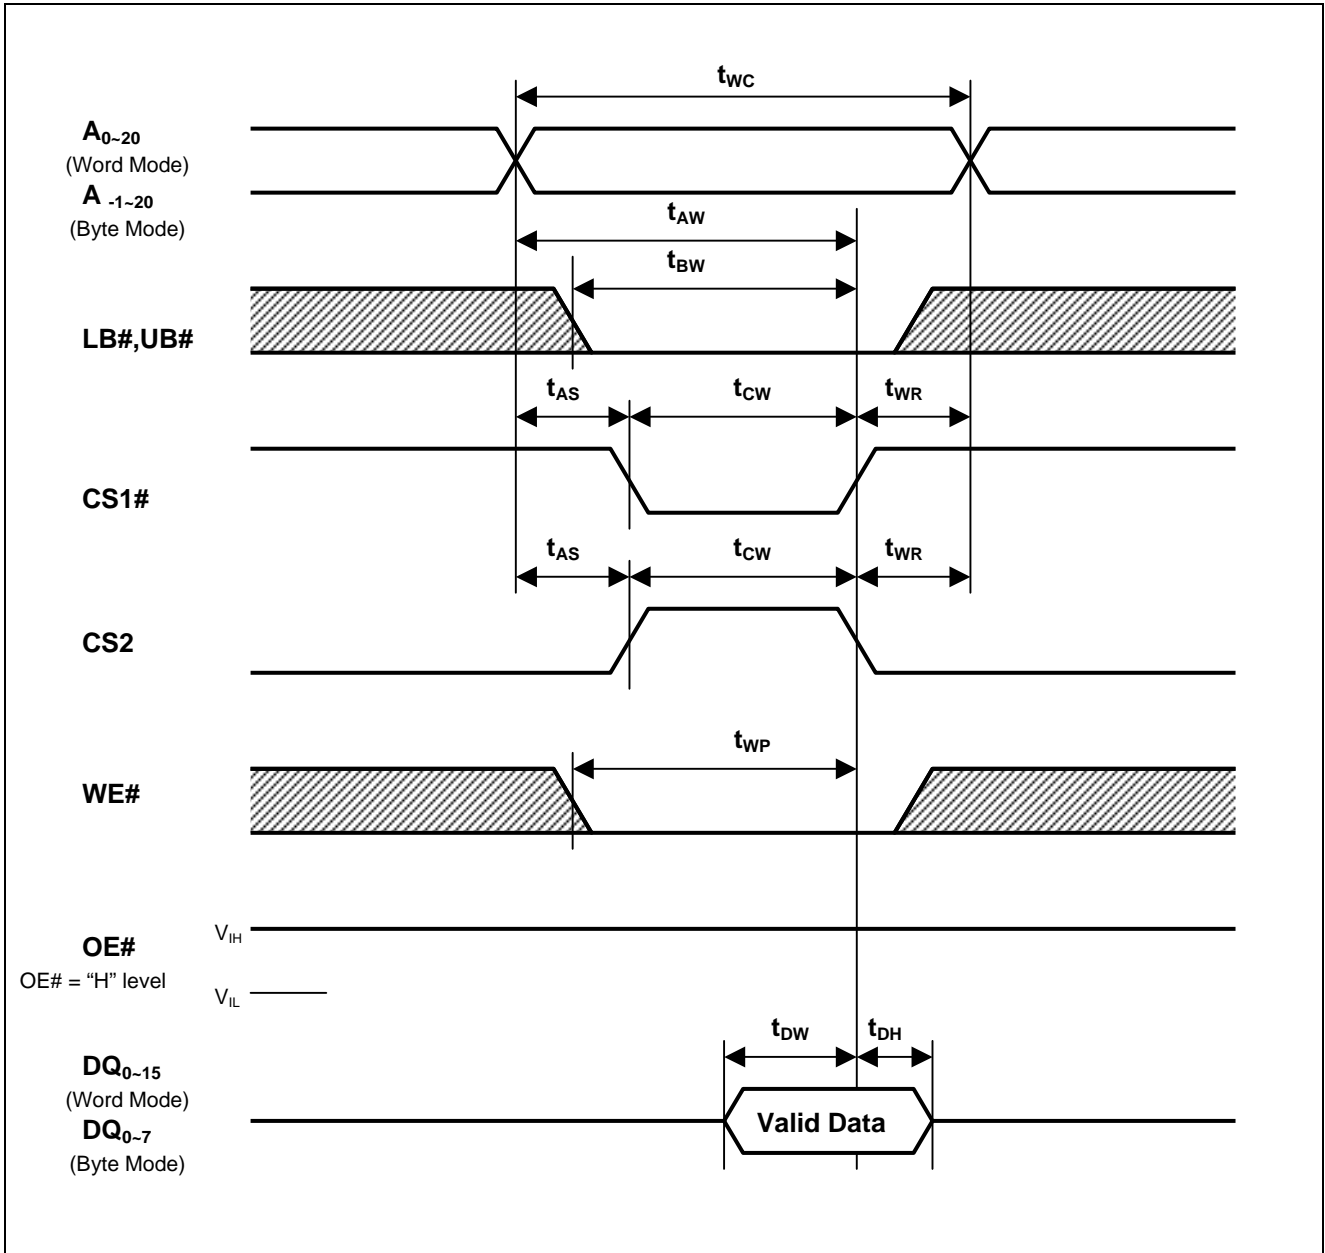 tWC
A0~20
(Word Mode)
A -1~20
(Byte Mode)
tAW
tBW
LB#,UB#
tAS tCW tWR
CS1#
tAS tCW tWR
CS2
tWP
WE#
VIH
OE#
OE# = “H” level
VIL
tDW tDH
DQ0~15
(Word Mode)
Valid Data
DQ0~7
(Byte Mode)